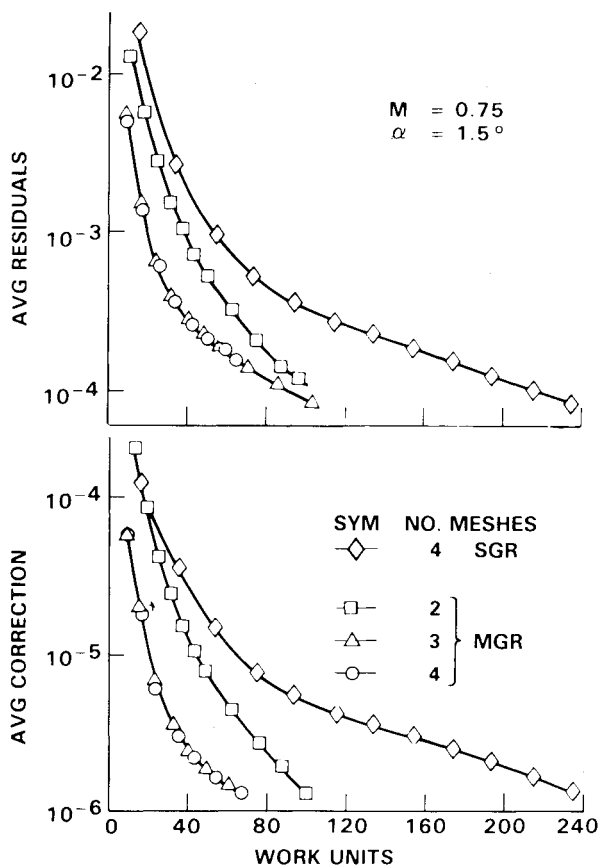 10⁻²
10⁻³
10⁻⁴
AVG RESIDUALS
M = 0.75
α = 1.5°
10⁻⁴
10⁻⁵
10⁻⁶
AVG CORRECTION
SYM NO. MESHES
4 SGR
2
3 MGR
4
0 40 80 120 160 200 240
WORK UNITS